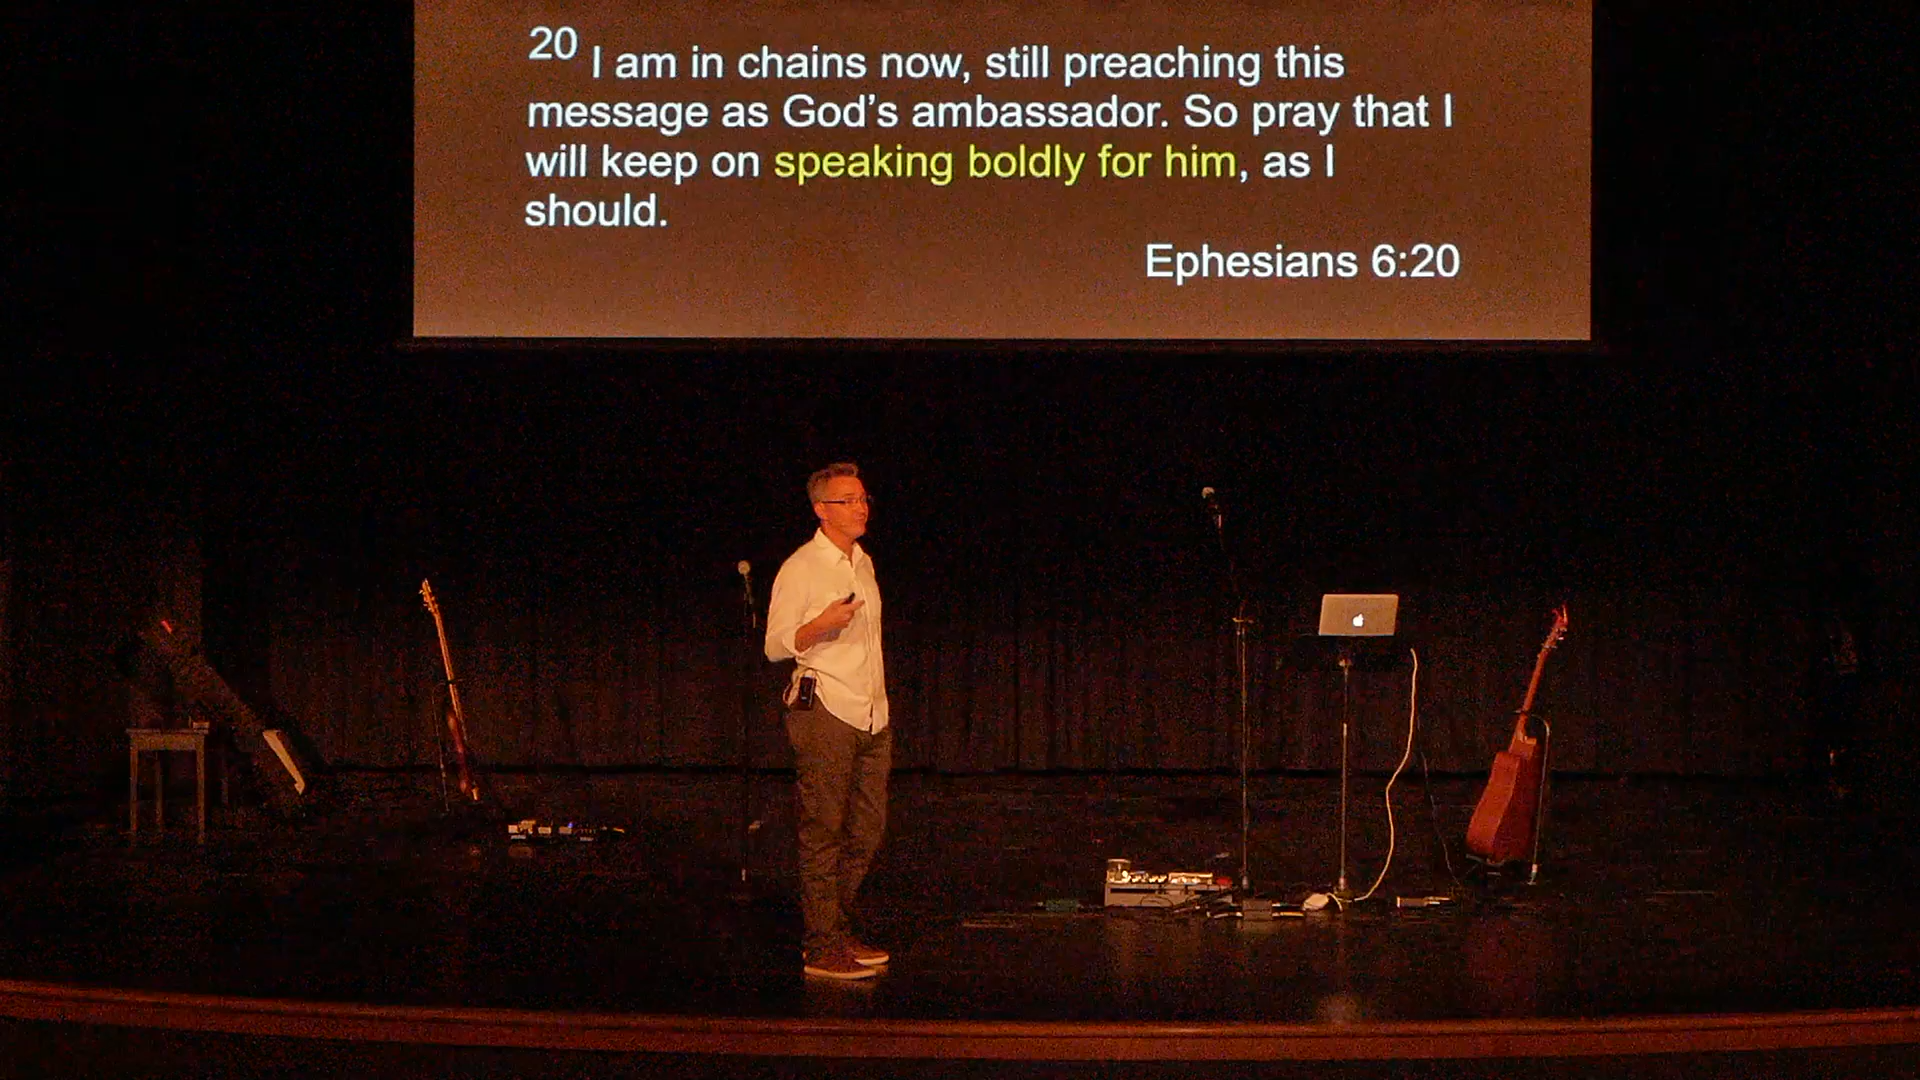 20 I am in chains now, still preaching this
message as God’s ambassador. So pray that I
will keep on speaking boldly for him, as I
should.
Ephesians 6:20